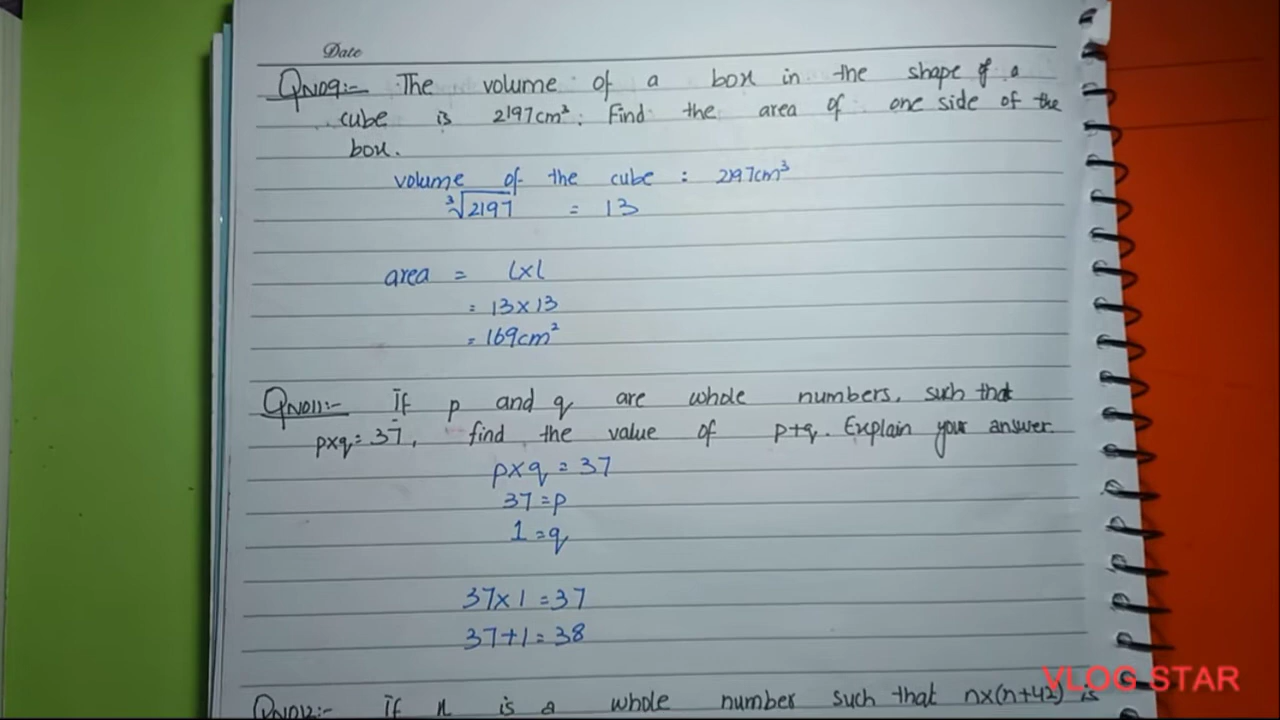 Date
QNO9:- The volume of a box in the shape of a
cube is 2197cm³. Find the area of one side of the
box.
volume of the cube : 2197cm³
³√2197 = 13
area = l×l
= 13×13
= 169cm²
QNO11:- If p and q are whole numbers, such that
p×q=37, find the value of p+q. Explain your answer.
p×q=37
37=p
1=q
37×1=37
37+1=38
QNO12:- If n is a whole number such that n×(n+42) is
VLOG STAR